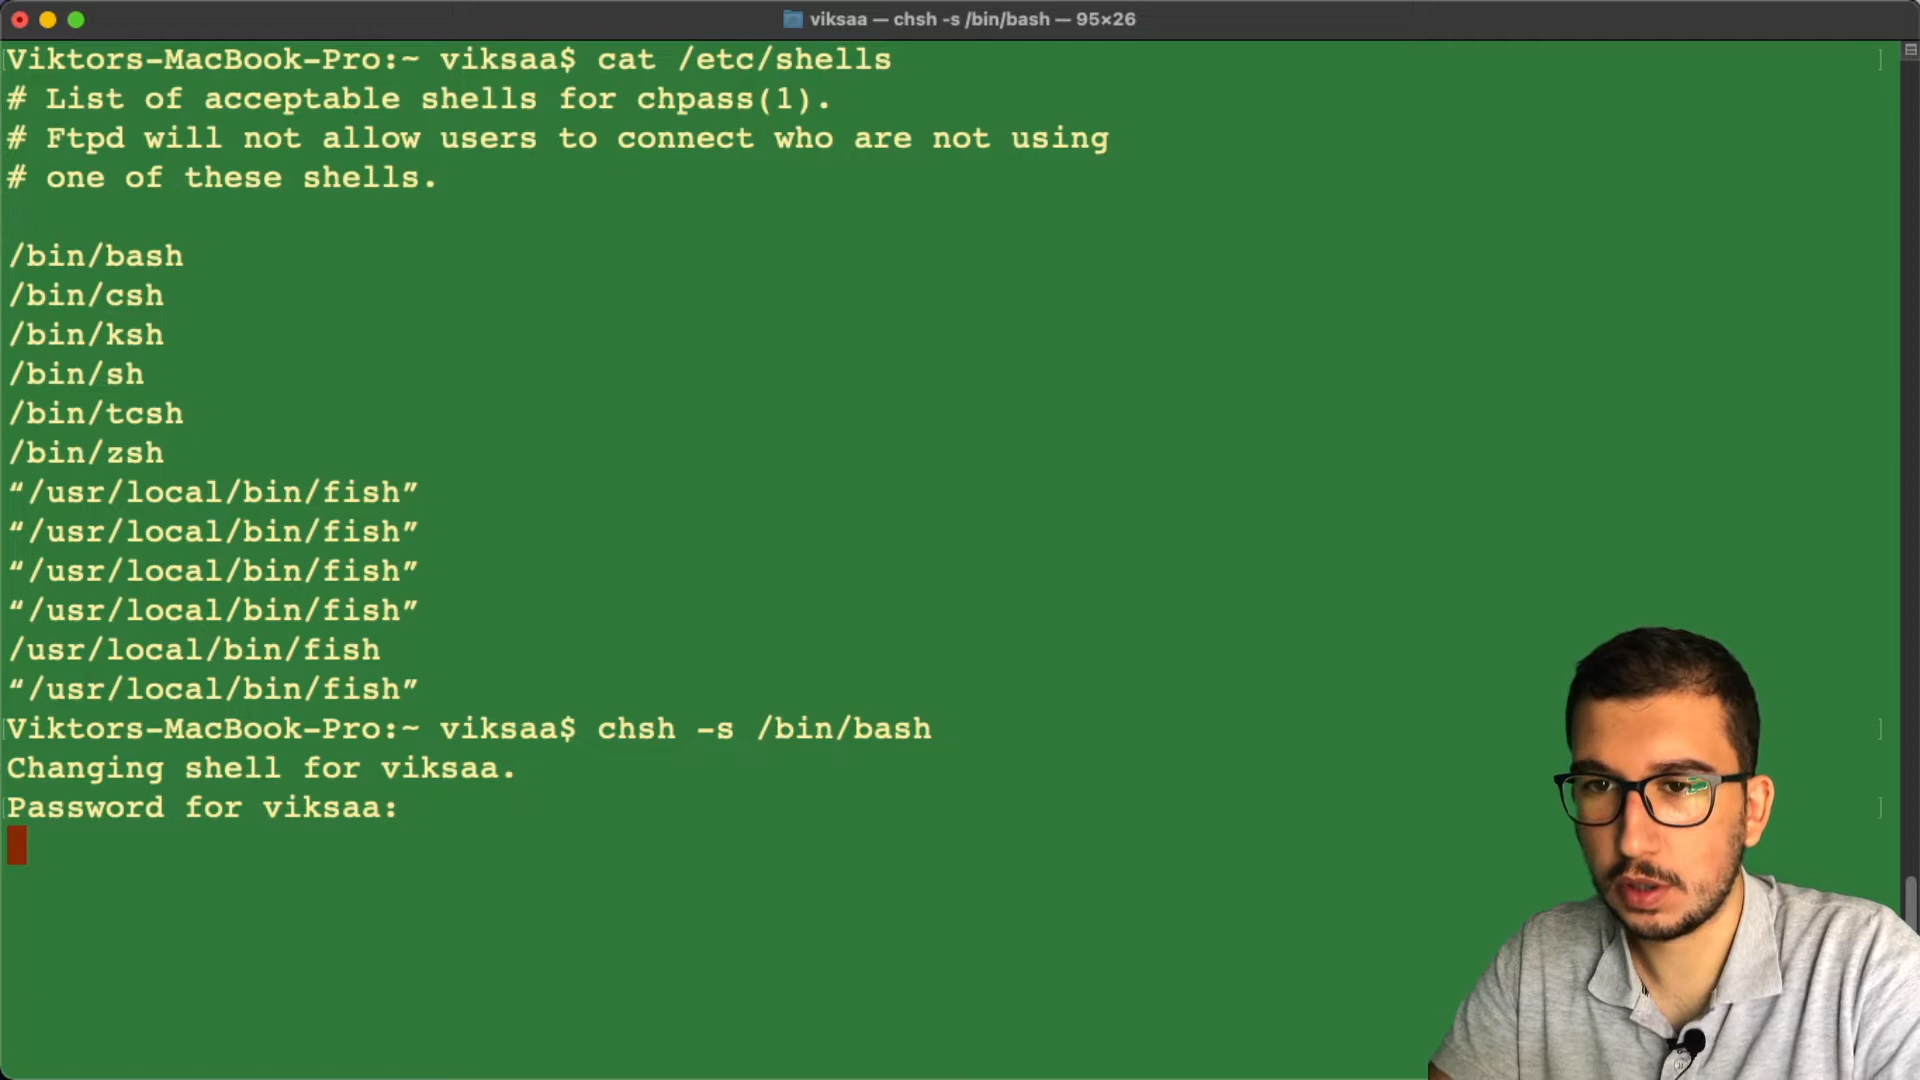 viksaa — chsh -s /bin/bash — 95×26
Viktors-MacBook-Pro:~ viksaa$ cat /etc/shells
# List of acceptable shells for chpass(1).
# Ftpd will not allow users to connect who are not using
# one of these shells.
/bin/bash
/bin/csh
/bin/ksh
/bin/sh
/bin/tcsh
/bin/zsh
“/usr/local/bin/fish”
“/usr/local/bin/fish”
“/usr/local/bin/fish”
“/usr/local/bin/fish”
/usr/local/bin/fish
“/usr/local/bin/fish”
Viktors-MacBook-Pro:~ viksaa$ chsh -s /bin/bash
Changing shell for viksaa.
Password for viksaa: